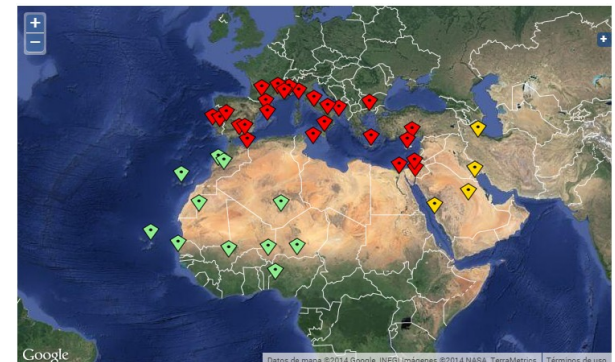 +
−
+
Google
Datos de mapa ©2014 Google, INEGI Imágenes ©2014 NASA, TerraMetrics Términos de uso